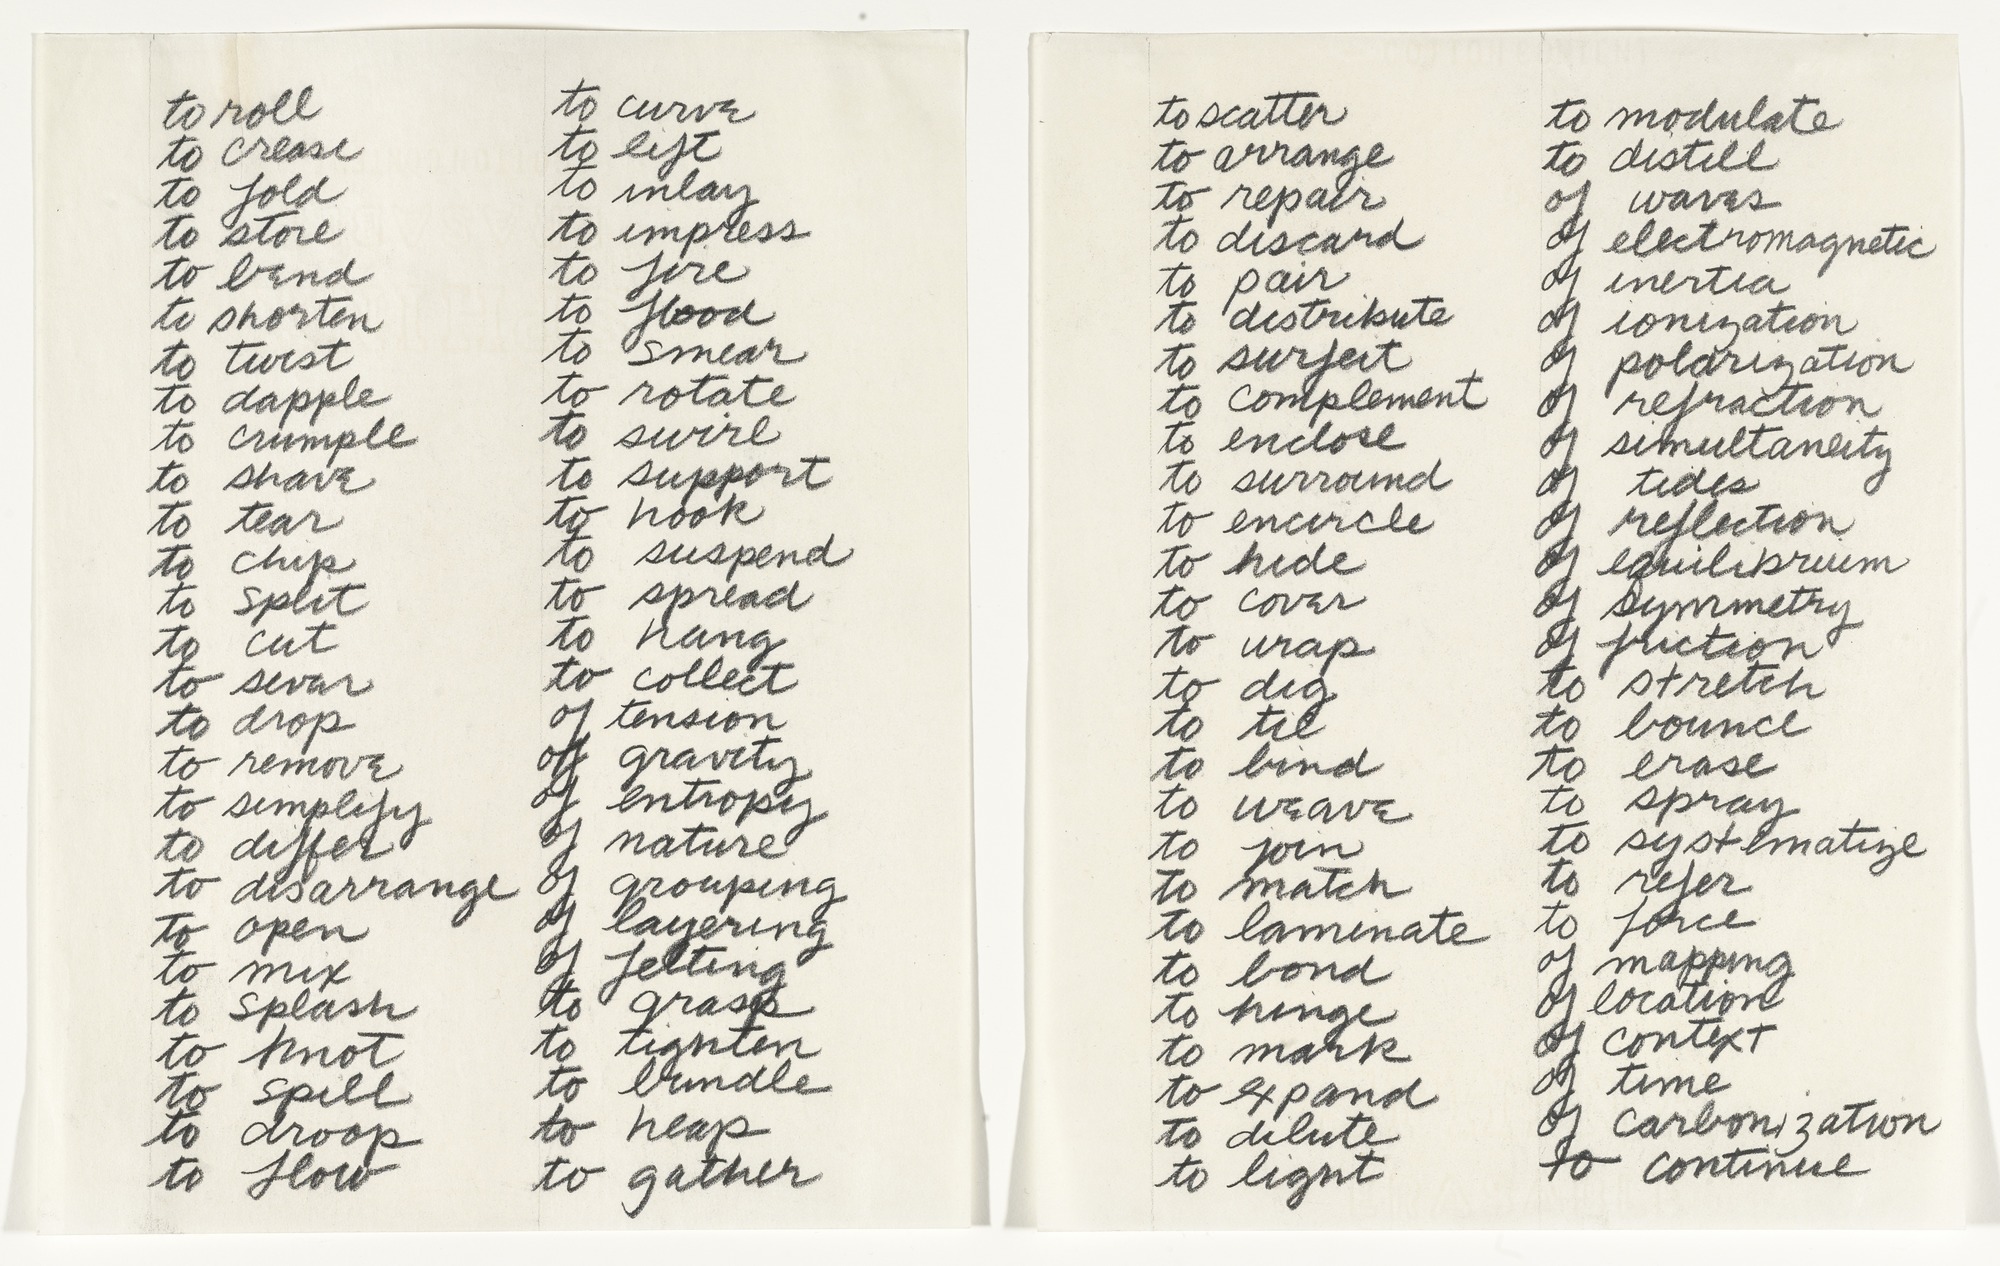 to roll
to crease
to fold
to store
to bend
to shorten
to twist
to dapple
to crumple
to shave
to tear
to chip
to split
to cut
to sever
to drop
to remove
to simplify
to differ
to disarrange
to open
to mix
to splash
to knot
to spill
to droop
to flow
to curve
to lift
to inlay
to impress
to fire
to flood
to smear
to rotate
to swirl
to support
to hook
to suspend
to spread
to hang
to collect
of tension
of gravity
of entropy
of nature
of grouping
of layering
of felting
to grasp
to tighten
to bundle
to heap
to gather
to scatter
to arrange
to repair
to discard
to pair
to distribute
to surfeit
to complement
to enclose
to surround
to encircle
to hide
to cover
to wrap
to dig
to tie
to bind
to weave
to join
to match
to laminate
to bond
to hinge
to mark
to expand
to dilute
to light
to modulate
to distill
of waves
of electromagnetic
of inertia
of ionization
of polarization
of refraction
of simultaneity
of tides
of reflection
of equilibrium
of symmetry
of friction
to stretch
to bounce
to erase
to spray
to systematize
to refer
to force
of mapping
of location
of context
of time
of carbonization
to continue